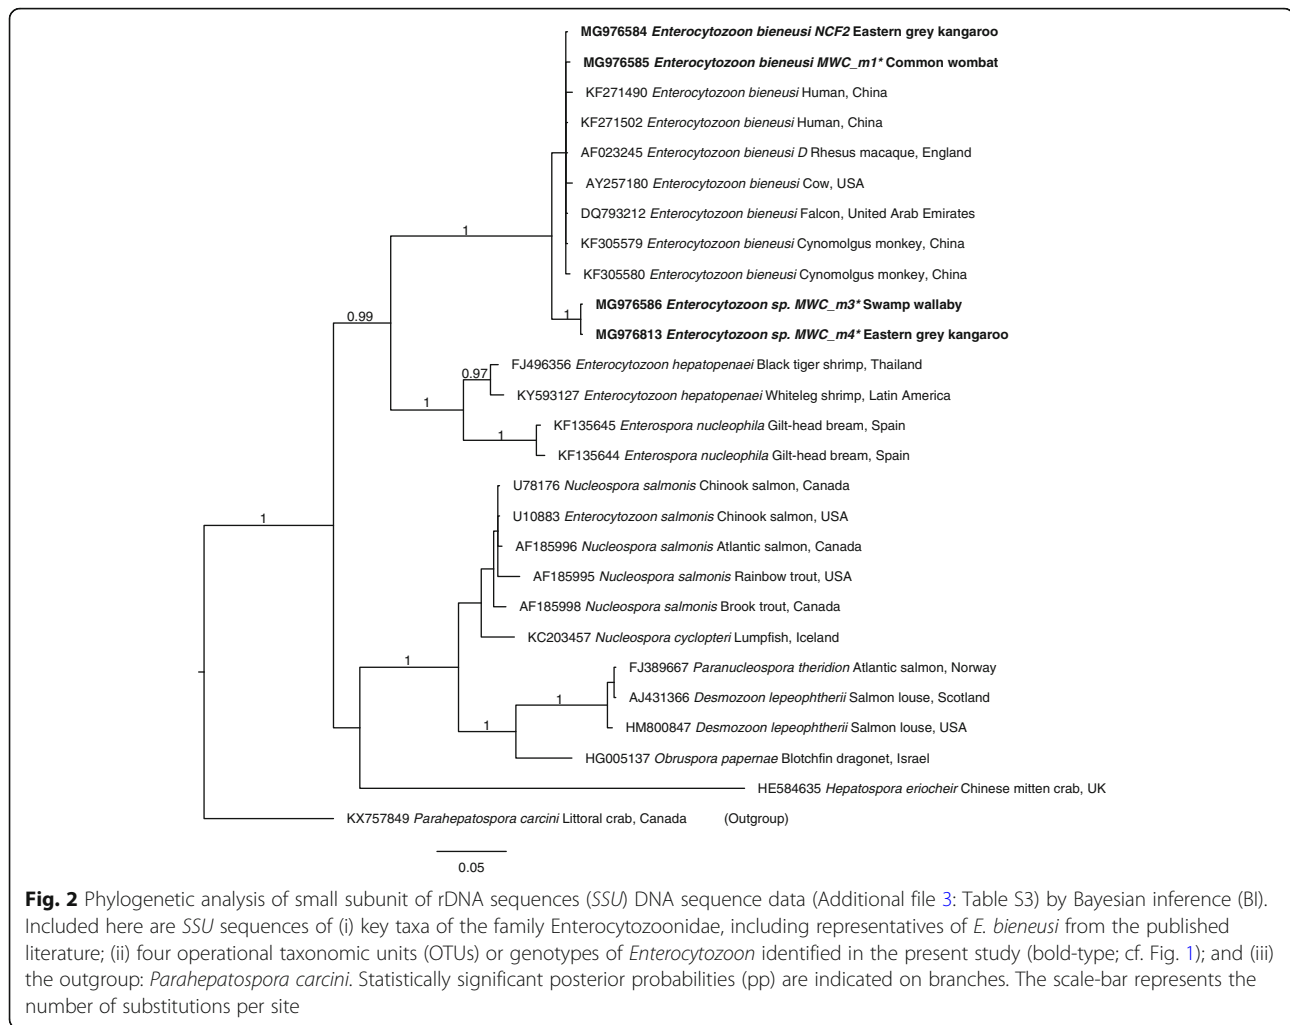 MG976584 Enterocytozoon bieneusi NCF2 Eastern grey kangaroo
MG976585 Enterocytozoon bieneusi MWC_m1* Common wombat
KF271490 Enterocytozoon bieneusi Human, China
KF271502 Enterocytozoon bieneusi Human, China
AF023245 Enterocytozoon bieneusi D Rhesus macaque, England
AY257180 Enterocytozoon bieneusi Cow, USA
DQ793212 Enterocytozoon bieneusi Falcon, United Arab Emirates
1
KF305579 Enterocytozoon bieneusi Cynomolgus monkey, China
KF305580 Enterocytozoon bieneusi Cynomolgus monkey, China
MG976586 Enterocytozoon sp. MWC_m3* Swamp wallaby
0.99
1
MG976813 Enterocytozoon sp. MWC_m4* Eastern grey kangaroo
FJ496356 Enterocytozoon hepatopenaei Black tiger shrimp, Thailand
0.97
KY593127 Enterocytozoon hepatopenaei Whiteleg shrimp, Latin America
1
KF135645 Enterospora nucleophila Gilt-head bream, Spain
1
KF135644 Enterospora nucleophila Gilt-head bream, Spain
U78176 Nucleospora salmonis Chinook salmon, Canada
1
U10883 Enterocytozoon salmonis Chinook salmon, USA
AF185996 Nucleospora salmonis Atlantic salmon, Canada
AF185995 Nucleospora salmonis Rainbow trout, USA
AF185998 Nucleospora salmonis Brook trout, Canada
KC203457 Nucleospora cyclopteri Lumpfish, Iceland
1
FJ389667 Paranucleospora theridion Atlantic salmon, Norway
1
AJ431366 Desmozoon lepeophtherii Salmon louse, Scotland
1
HM800847 Desmozoon lepeophtherii Salmon louse, USA
HG005137 Obruspora papernae Blotchfin dragonet, Israel
HE584635 Hepatospora eriocheir Chinese mitten crab, UK
KX757849 Parahepatospora carcini Littoral crab, Canada (Outgroup)
0.05
Fig. 2 Phylogenetic analysis of small subunit of rDNA sequences (SSU) DNA sequence data (Additional file 3: Table S3) by Bayesian inference (BI).
Included here are SSU sequences of (i) key taxa of the family Enterocytozoonidae, including representatives of E. bieneusi from the published
literature; (ii) four operational taxonomic units (OTUs) or genotypes of Enterocytozoon identified in the present study (bold-type; cf. Fig. 1); and (iii)
the outgroup: Parahepatospora carcini. Statistically significant posterior probabilities (pp) are indicated on branches. The scale-bar represents the
number of substitutions per site